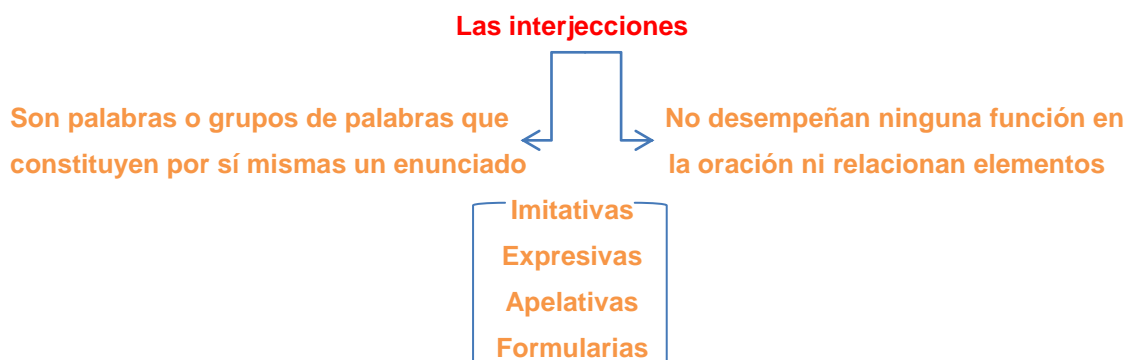 Las interjecciones
Son palabras o grupos de palabras que
constituyen por sí mismas un enunciado
No desempeñan ninguna función en
la oración ni relacionan elementos
Imitativas
Expresivas
Apelativas
Formularias